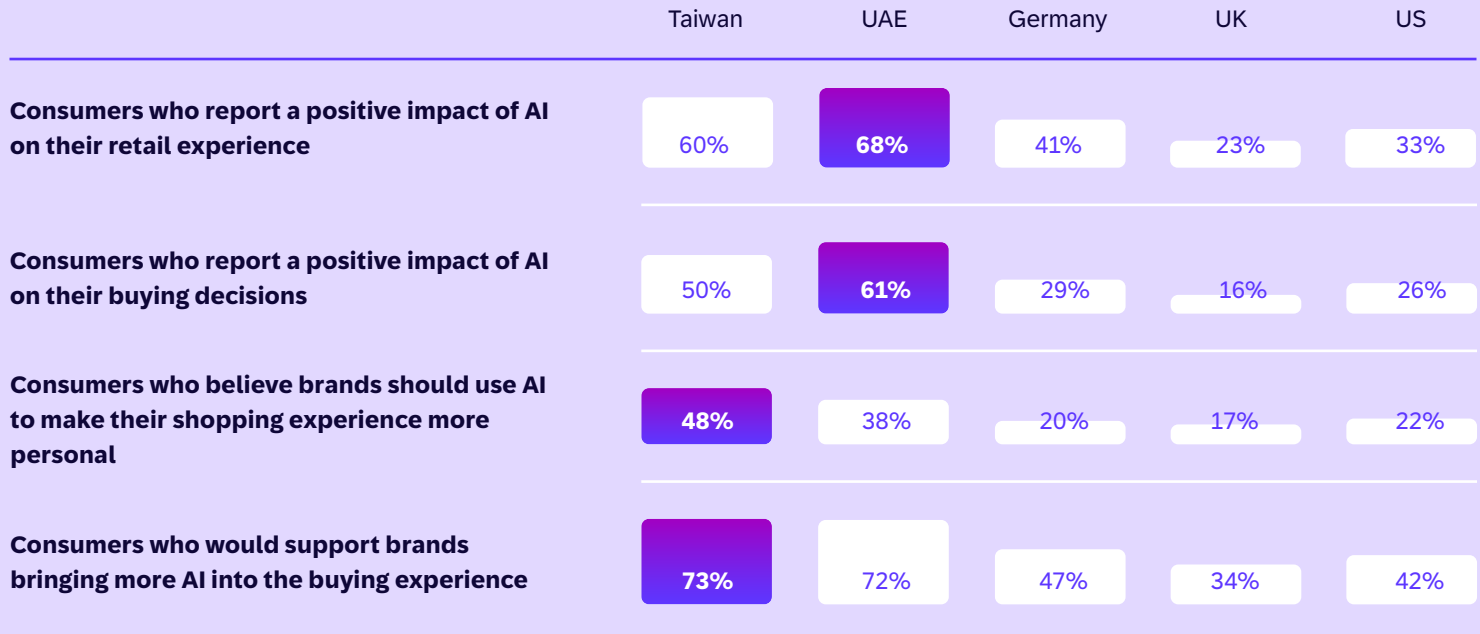 Taiwan UAE Germany UK US
Consumers who report a positive impact of AI
on their retail experience
60% 68% 41% 23% 33%
Consumers who report a positive impact of AI
on their buying decisions
50% 61% 29% 16% 26%
Consumers who believe brands should use AI
to make their shopping experience more
personal
48% 38% 20% 17% 22%
Consumers who would support brands
bringing more AI into the buying experience
73% 72% 47% 34% 42%